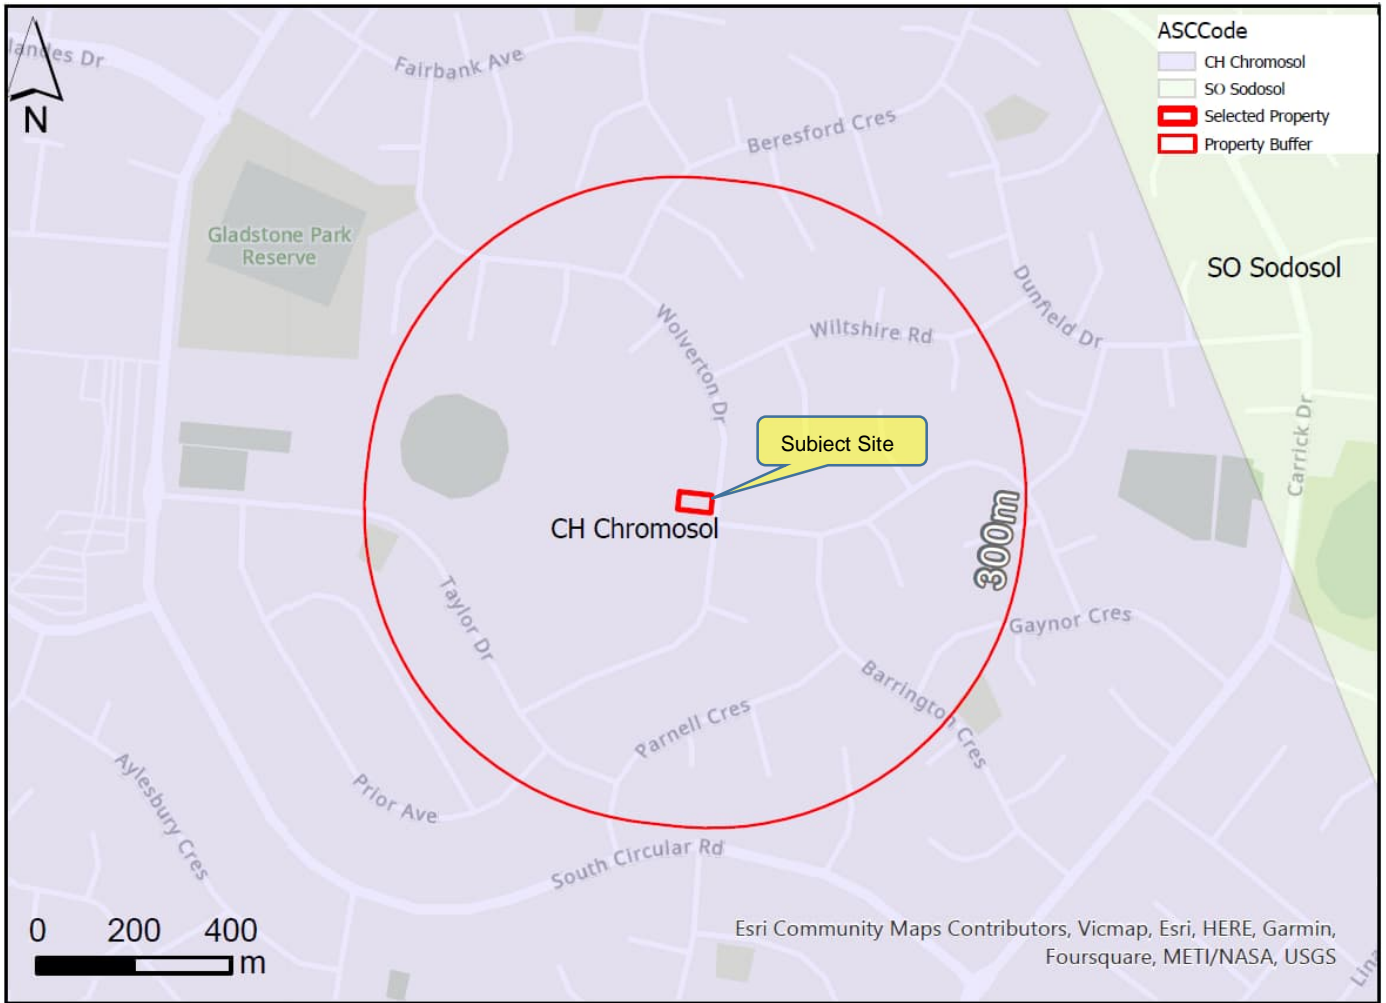 landes Dr
N
Fairbank Ave
Beresford Cres
ASCCode
CH Chromosol
SO Sodosol
Selected Property
Property Buffer
Gladstone Park
Reserve
SO Sodosol
Dunfield Dr
Wolverton Dr
Wiltshire Rd
Carrick Dr
Subiect Site
CH Chromosol
300m
Taylor Dr
Gaynor Cres
Barrington Cres
Parnell Cres
Aylesbury Cres
Prior Ave
South Circular Rd
0 200 400
m
Esri Community Maps Contributors, Vicmap, Esri, HERE, Garmin,
Foursquare, METI/NASA, USGS